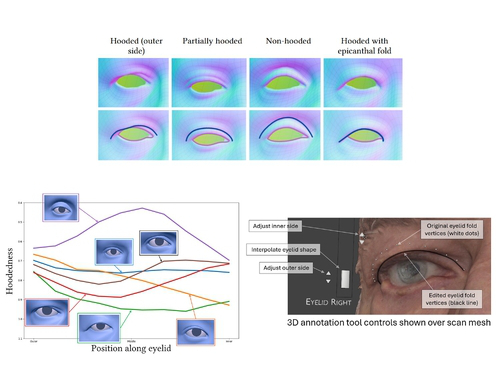 Hooded (outer side)
Partially hooded
Non-hooded
Hooded with epicanthal fold
Hoodedness
Position along eyelid
Adjust inner side
Interpolate eyelid shape
Adjust outer side
EYELID RIGHT
Original eyelid fold
vertices (white dots)
Edited eyelid fold
vertices (black line)
3D annotation tool controls shown over scan mesh